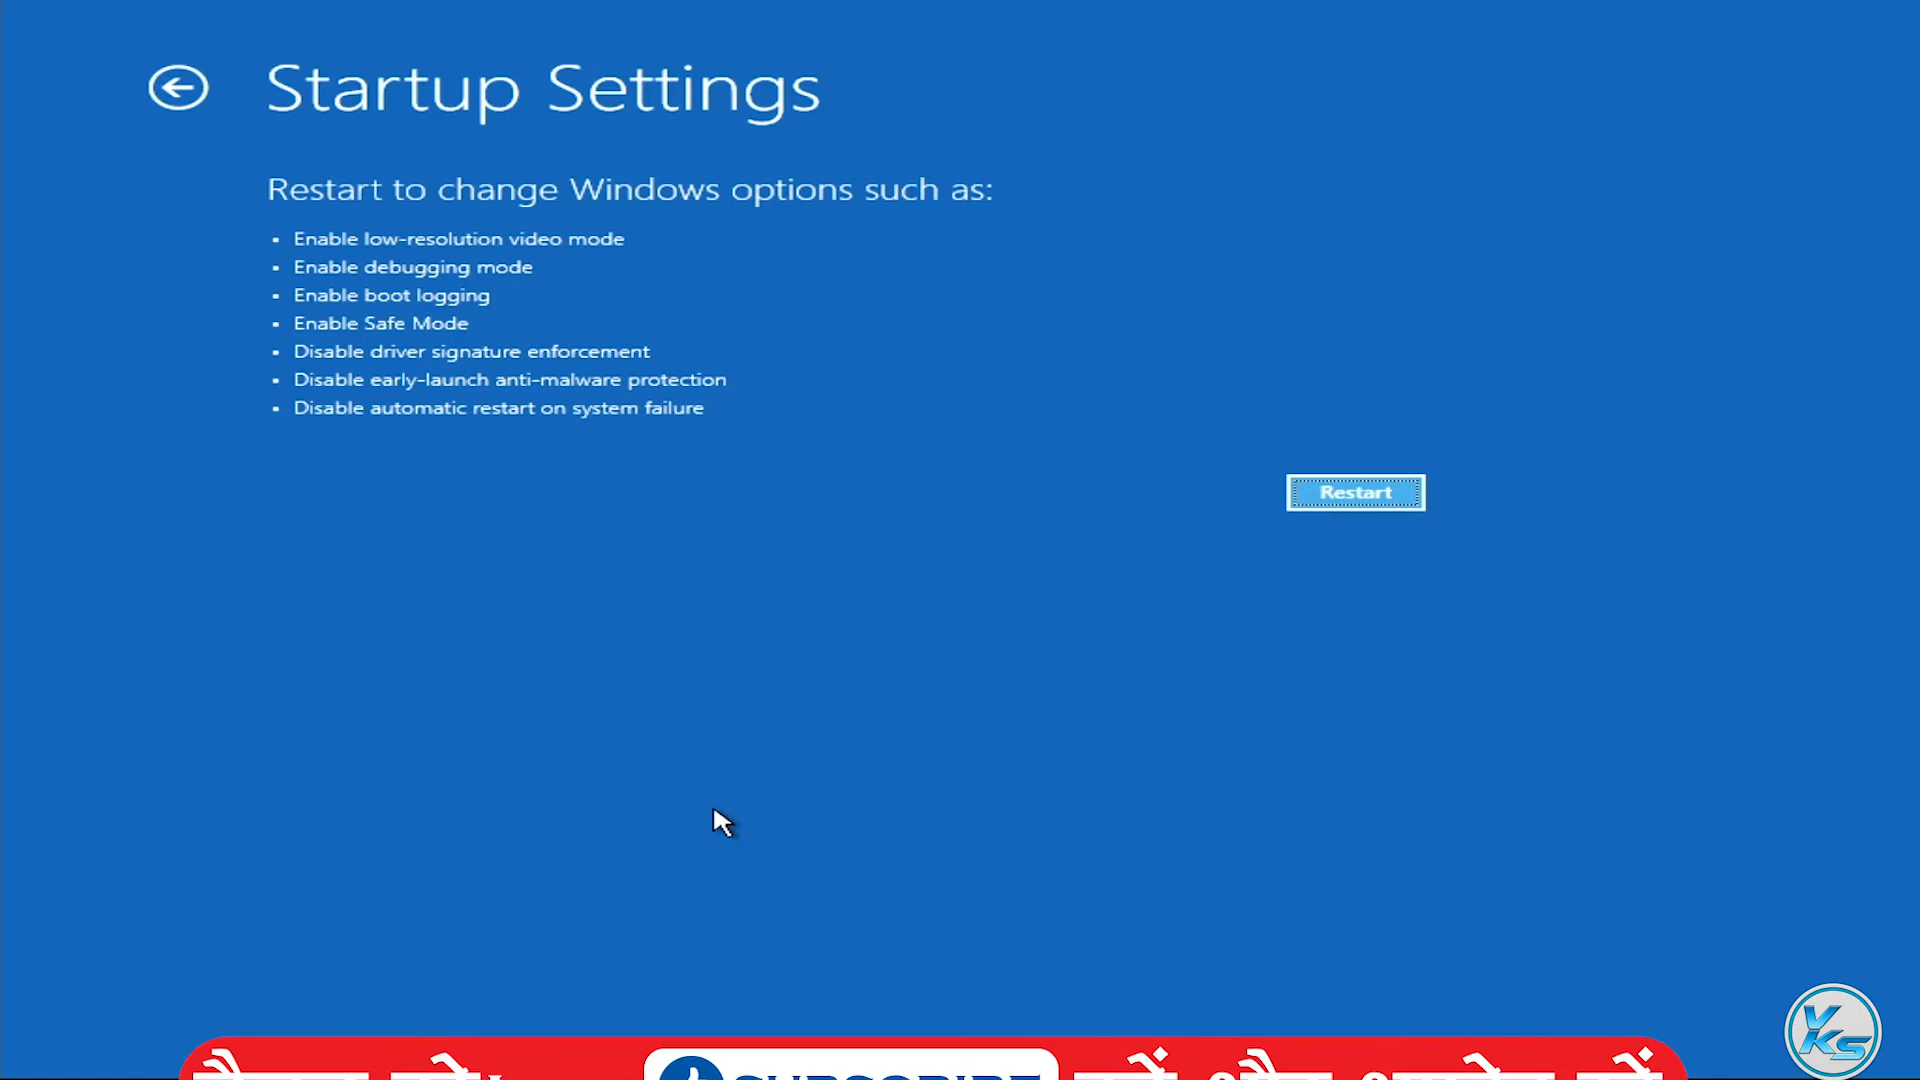 Startup Settings
Restart to change Windows options such as:
• Enable low-resolution video mode
• Enable debugging mode
• Enable boot logging
• Enable Safe Mode
• Disable driver signature enforcement
• Disable early-launch anti-malware protection
• Disable automatic restart on system failure
Restart
VKS
SUBSCRIBE